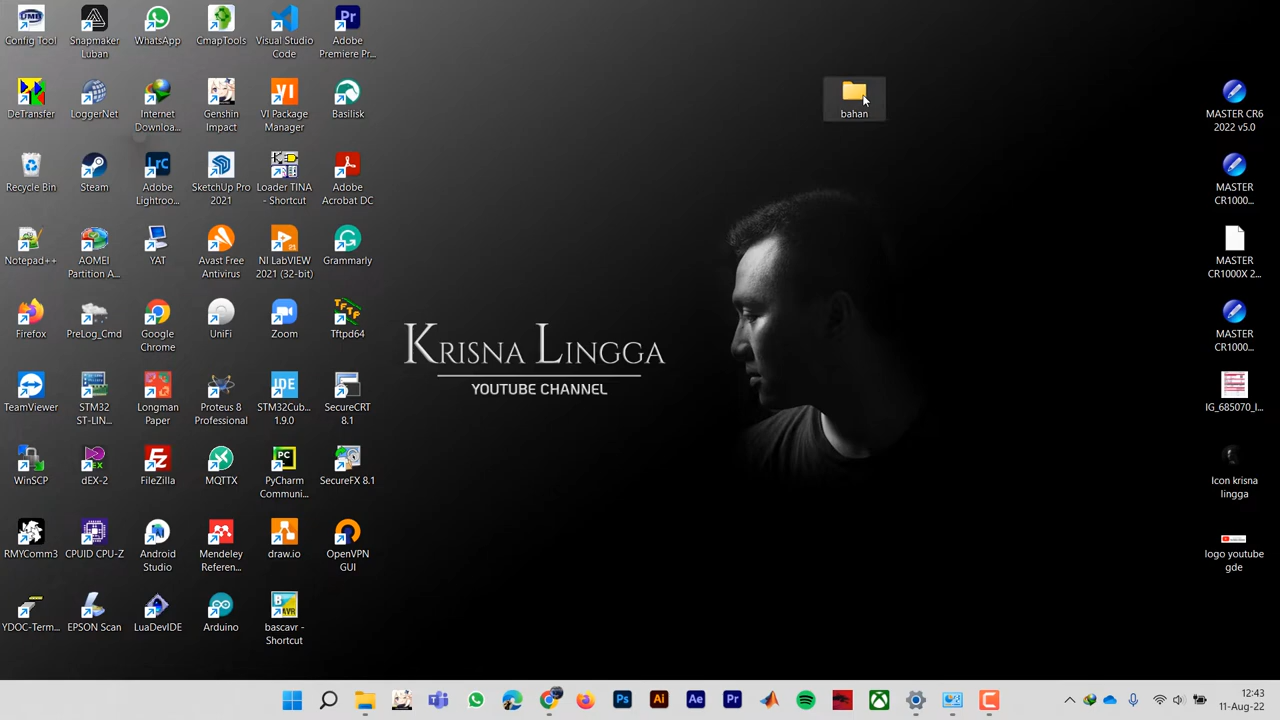 Config Tool
Snapmaker
Luban
WhatsApp
CmapTools
Visual Studio
Code
Adobe
Premiere Pr...
DeTransfer
LoggerNet
Internet
Downloa...
Genshin
Impact
VI Package
Manager
Basilisk
Recycle Bin
Steam
Adobe
Lightroo...
SketchUp Pro
2021
Loader TINA
- Shortcut
Adobe
Acrobat DC
Notepad++
AOMEI
Partition A...
YAT
Avast Free
Antivirus
NI LabVIEW
2021 (32-bit)
Grammarly
Firefox
PreLog_Cmd
Google
Chrome
UniFi
Zoom
Tftpd64
TeamViewer
STM32
ST-LIN...
Longman
Paper
Proteus 8
Professional
STM32Cub...
1.9.0
SecureCRT
8.1
WinSCP
dEX-2
FileZilla
MQTTX
PyCharm
Communi...
SecureFX 8.1
RMYComm3
CPUID CPU-Z
Android
Studio
Mendeley
Referen...
draw.io
OpenVPN
GUI
YDOC-Term...
EPSON Scan
LuaDevIDE
Arduino
bascavr -
Shortcut
bahan
KRISNA LINGGA
YOUTUBE CHANNEL
MASTER CR6
2022 v5.0
MASTER
CR1000...
MASTER
CR1000X 2...
MASTER
CR1000...
IG_685070_I...
Icon krisna
lingga
logo youtube
gde
12:43
11-Aug-22